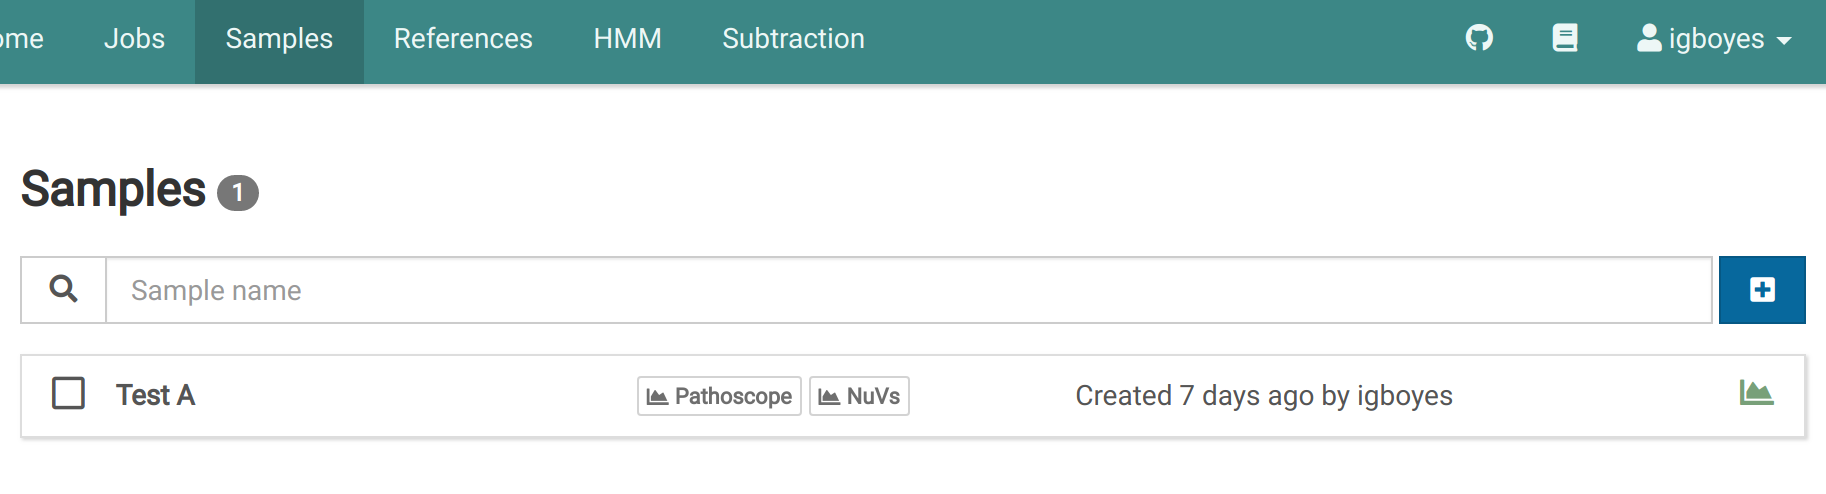 ome Jobs Samples References HMM Subtraction igboyes
Samples 1
Sample name
Test A Pathoscope NuVs Created 7 days ago by igboyes